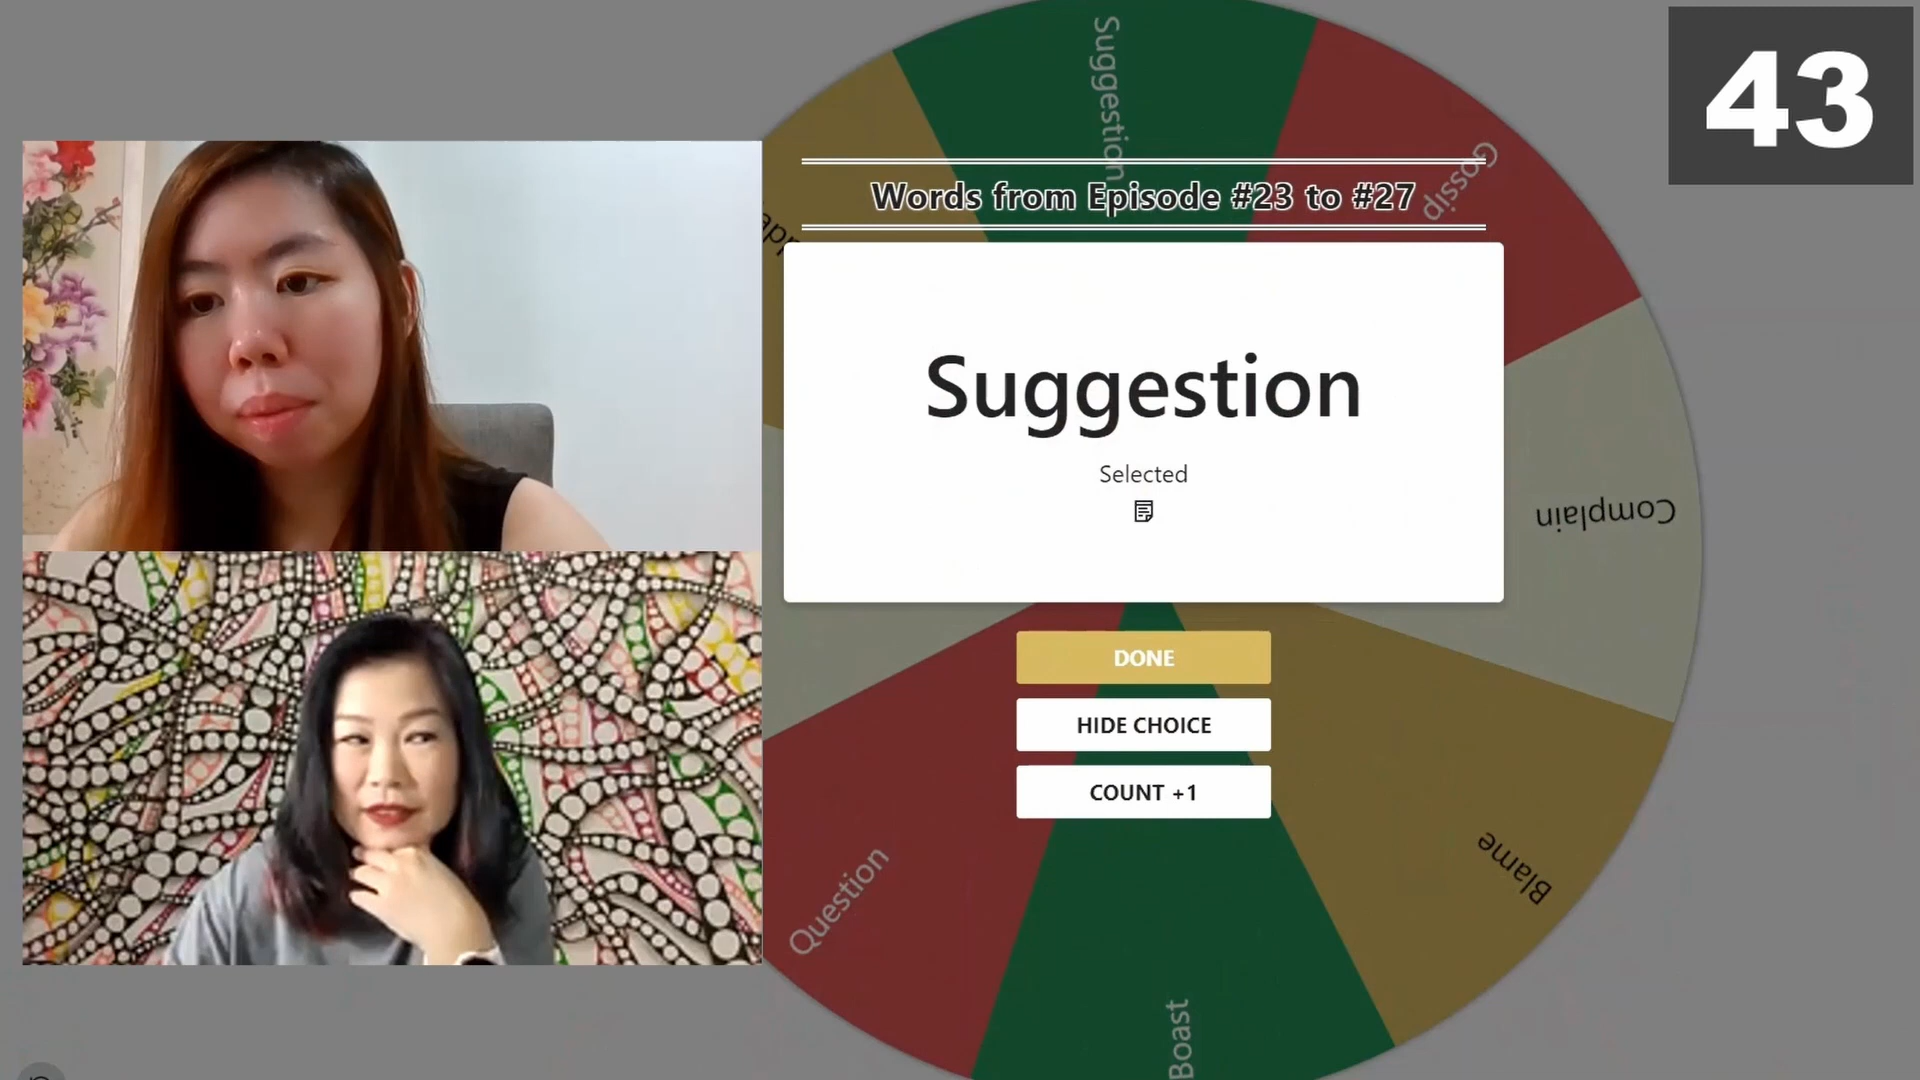 43
Suggestion
Gossip
Words from Episode #23 to #27
Suggestion
Selected
Complain
DONE
HIDE CHOICE
COUNT +1
Blame
Question
Boast